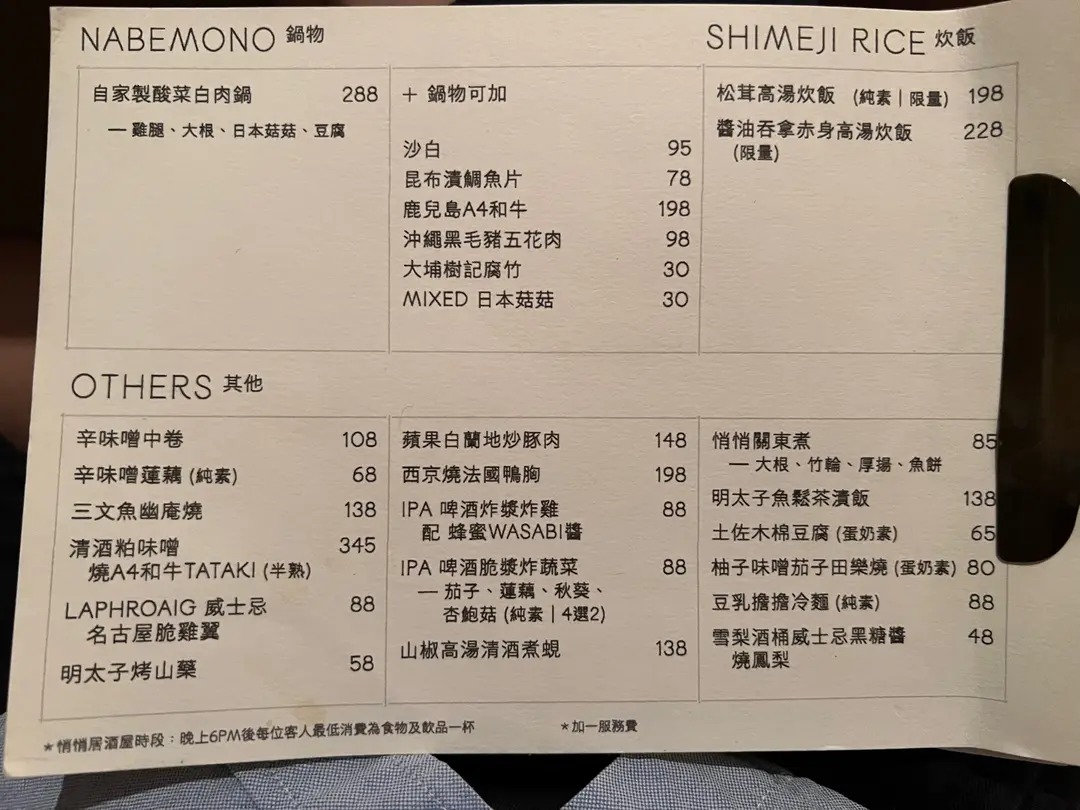 NABEMONO 鍋物
自家製酸菜白肉鍋 288
— 雞腿、大根、日本菇菇、豆腐
+ 鍋物可加
沙白 95
昆布漬鯛魚片 78
鹿兒島A4和牛 198
沖繩黑毛豬五花肉 98
大埔樹記腐竹 30
MIXED 日本菇菇 30
SHIMEJI RICE 炊飯
松茸高湯炊飯 (純素 | 限量) 198
醬油吞拿赤身高湯炊飯 228
(限量)
OTHERS 其他
辛味噌中卷 108
辛味噌蓮藕 (純素) 68
三文魚幽庵燒 138
清酒粕味噌 345
燒A4和牛TATAKI (半熟)
LAPHROAIG 威士忌 88
名古屋脆雞翼
明太子烤山藥 58
蘋果白蘭地炒豚肉 148
西京燒法國鴨胸 198
IPA 啤酒炸漿炸雞 88
配 蜂蜜WASABI醬
IPA 啤酒脆漿炸蔬菜 88
— 茄子、蓮藕、秋葵、
杏鮑菇 (純素 | 4選2)
山椒高湯清酒煮蜆 138
悄悄關東煮 85
— 大根、竹輪、厚揚、魚餅
明太子魚鬆茶漬飯 138
土佐木棉豆腐 (蛋奶素) 65
柚子味噌茄子田樂燒 (蛋奶素) 80
豆乳擔擔冷麵 (純素) 88
雪梨酒桶威士忌黑糖醬 48
燒鳳梨
*悄悄居酒屋時段：晚上6PM後每位客人最低消費為食物及飲品一杯
*加一服務費